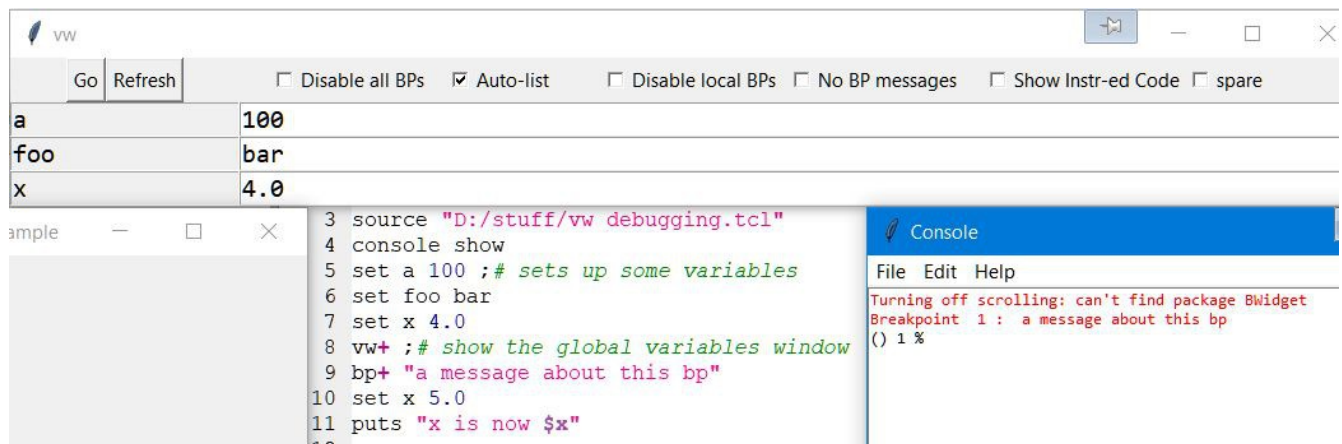 vw
Go Refresh Disable all BPs Auto-list Disable local BPs No BP messages Show Instr-ed Code spare
a 100
foo bar
x 4.0
ample
3 source "D:/stuff/vw debugging.tcl"
4 console show
5 set a 100 ;# sets up some variables
6 set foo bar
7 set x 4.0
8 vw+ ;# show the global variables window
9 bp+ "a message about this bp"
10 set x 5.0
11 puts "x is now $x"
Console
File Edit Help
Turning off scrolling: can't find package BWidget
Breakpoint 1 : a message about this bp
() 1 %